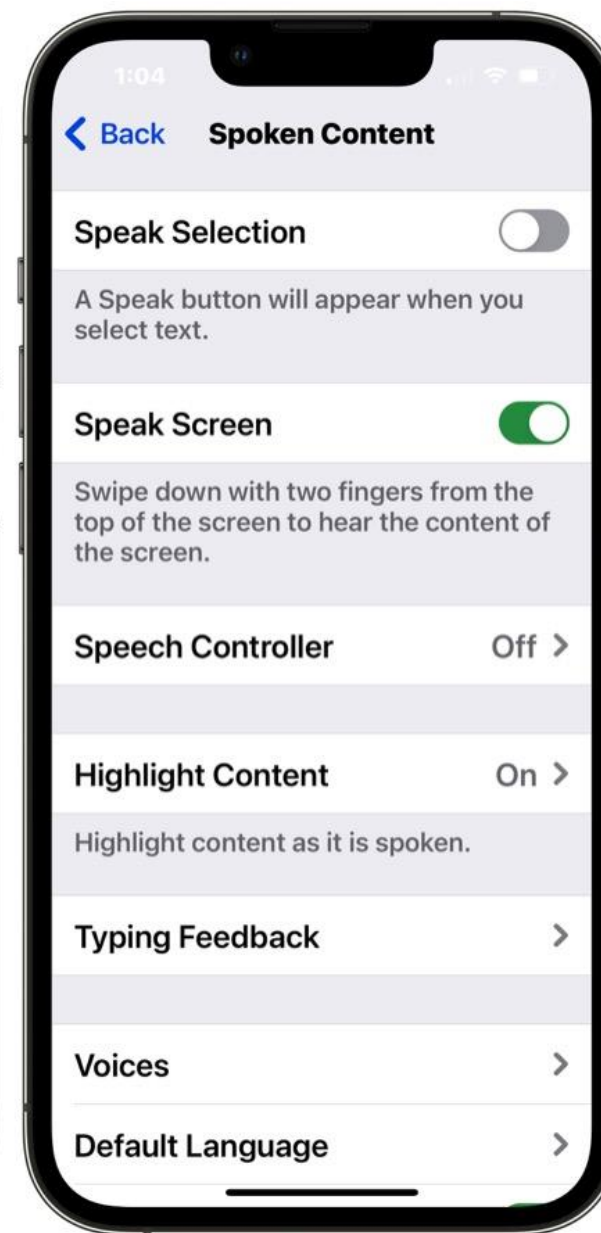 1:04
Back Spoken Content
Speak Selection
A Speak button will appear when you
select text.
Speak Screen
Swipe down with two fingers from the
top of the screen to hear the content of
the screen.
Speech Controller Off
Highlight Content On
Highlight content as it is spoken.
Typing Feedback
Voices
Default Language